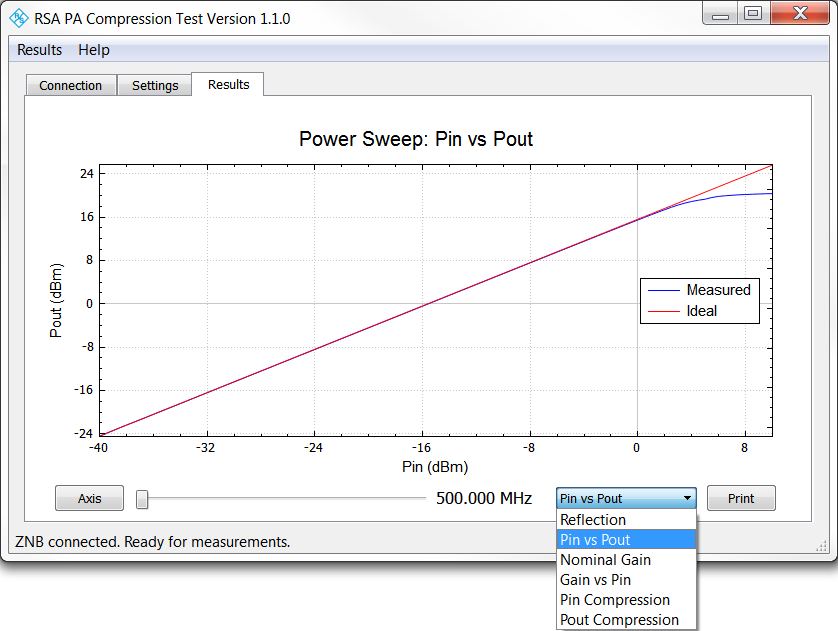 RSA PA Compression Test Version 1.1.0
Results Help
Connection Settings Results
Power Sweep: Pin vs Pout
24
16
8
0
-8
-16
-24
Pout (dBm)
Measured
Ideal
-40 -32 -24 -16 -8 0 8
Pin (dBm)
Axis 500.000 MHz Pin vs Pout Print
Reflection
Pin vs Pout
Nominal Gain
Gain vs Pin
Pin Compression
Pout Compression
ZNB connected. Ready for measurements.